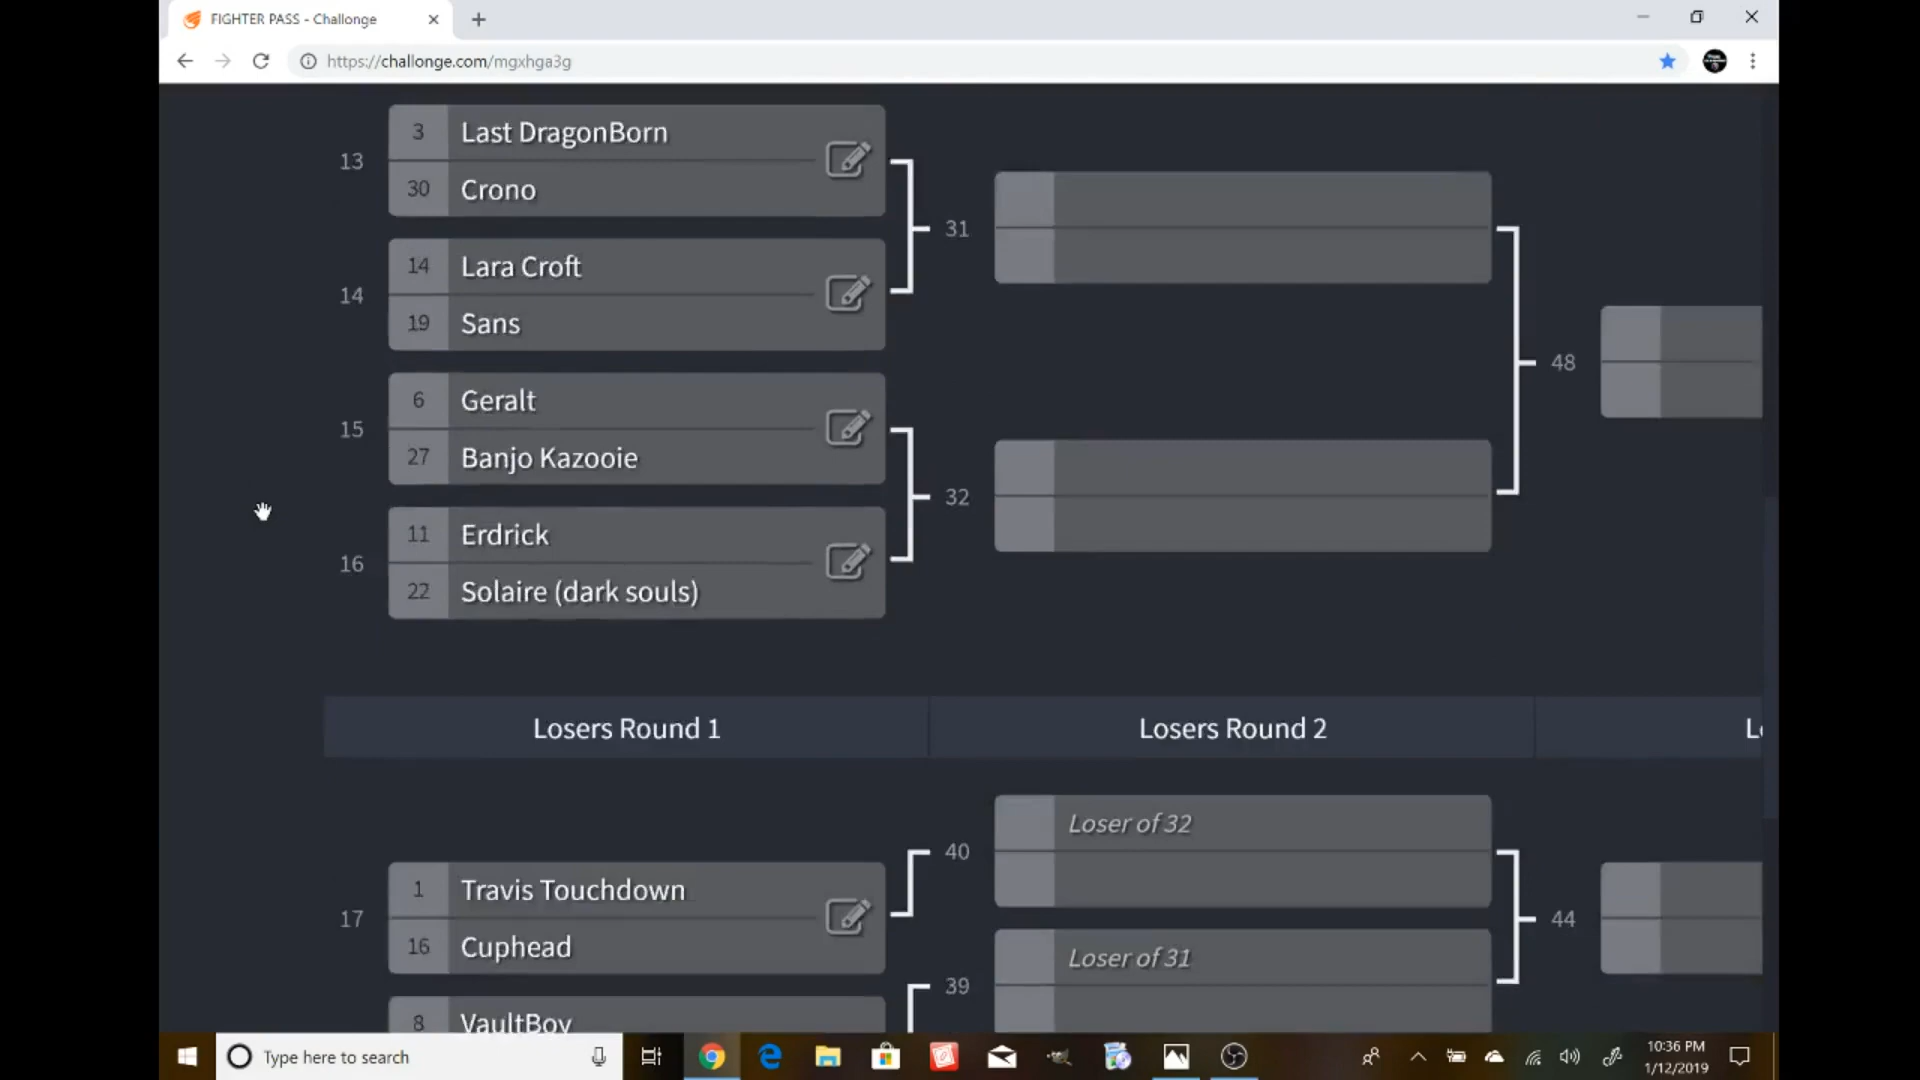 FIGHTER PASS - Challonge
https://challonge.com/mgxhga3g
13
3 Last DragonBorn
30 Crono
31
14
14 Lara Croft
19 Sans
48
15
6 Geralt
27 Banjo Kazooie
32
16
11 Erdrick
22 Solaire (dark souls)
Losers Round 1
Losers Round 2
Lo
40
Loser of 32
17
1 Travis Touchdown
16 Cuphead
44
39
Loser of 31
8 VaultBoy
Type here to search
10:36 PM
1/12/2019